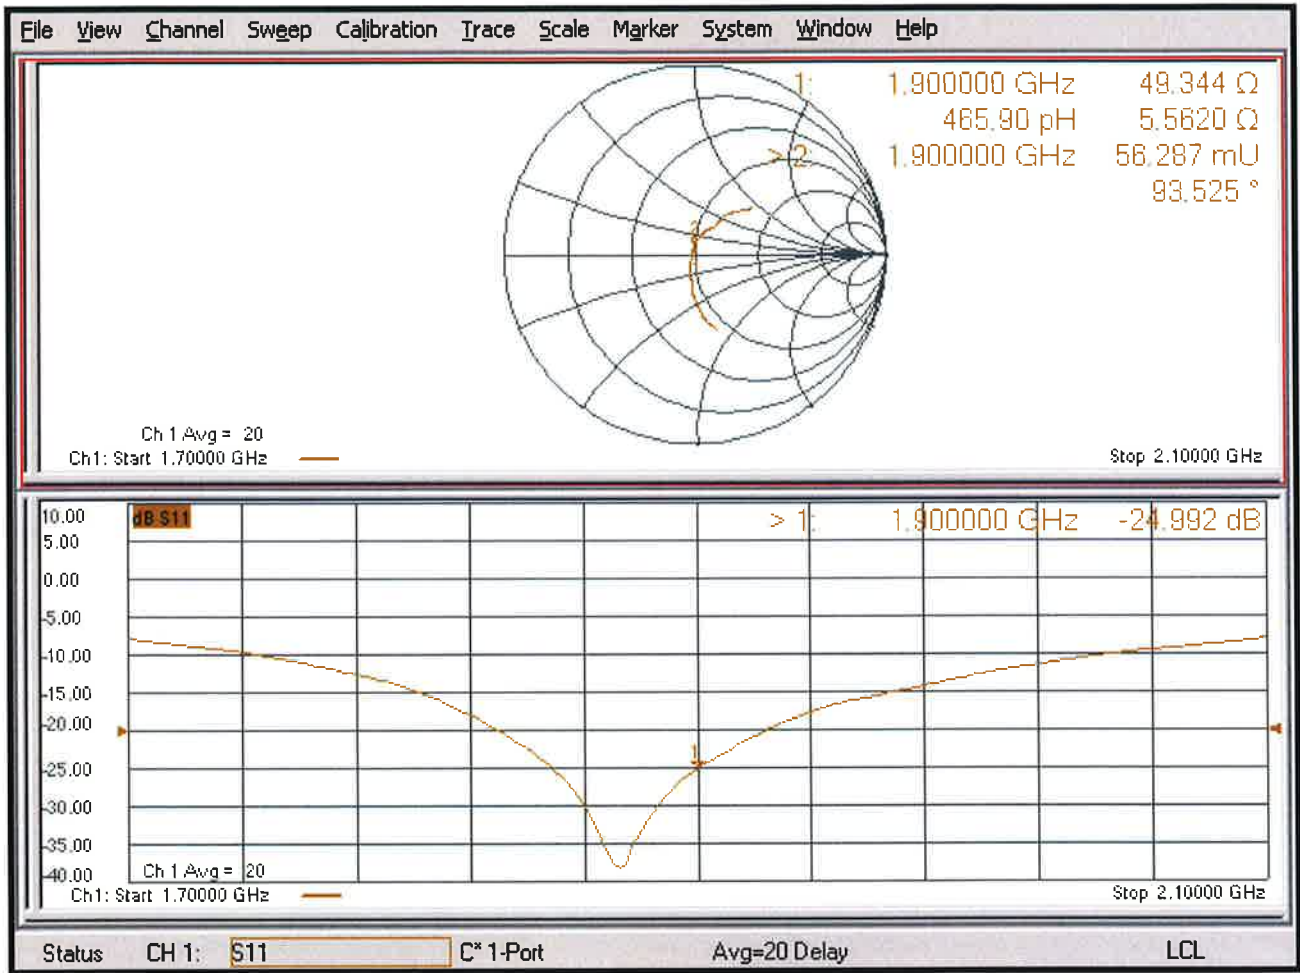 File View Channel Sweep Calibration Trace Scale Marker System Window Help
1: 1.900000 GHz 49.344 Ω
465.90 pH 5.5620 Ω
> 2: 1.900000 GHz 56.287 mU
93.525 °
Ch 1 Avg = 20
Ch1: Start 1.70000 GHz
Stop 2.10000 GHz
dB S11
> 1: 1.900000 GHz -24.992 dB
10.00
5.00
0.00
-5.00
-10.00
-15.00
-20.00
-25.00
-30.00
-35.00
-40.00
1
Ch 1 Avg = 20
Ch1: Start 1.70000 GHz
Stop 2.10000 GHz
Status CH 1: S11 C* 1-Port Avg=20 Delay LCL